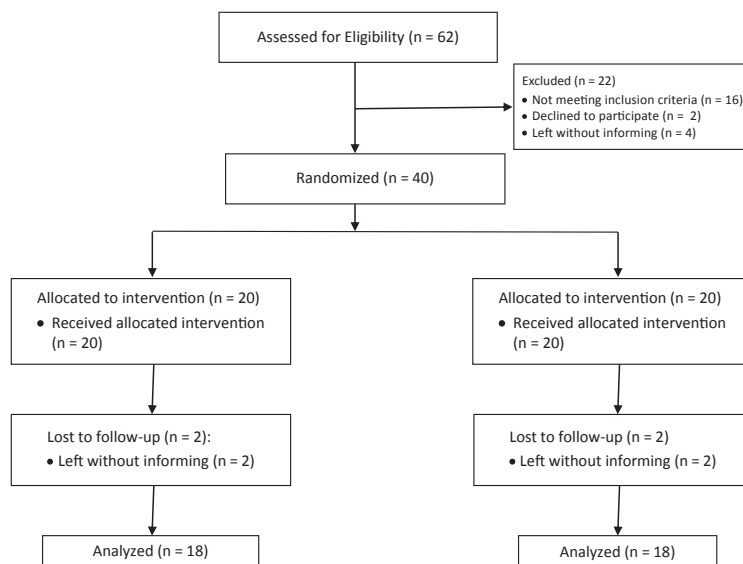 Assessed for Eligibility (n = 62)
Excluded (n = 22)
• Not meeting inclusion criteria (n = 16)
• Declined to participate (n = 2)
• Left without informing (n = 4)
Randomized (n = 40)
Allocated to intervention (n = 20)
• Received allocated intervention
(n = 20)
Allocated to intervention (n = 20)
• Received allocated intervention
(n = 20)
Lost to follow-up (n = 2):
• Left without informing (n = 2)
Lost to follow-up (n = 2)
• Left without informing (n = 2)
Analyzed (n = 18)
Analyzed (n = 18)